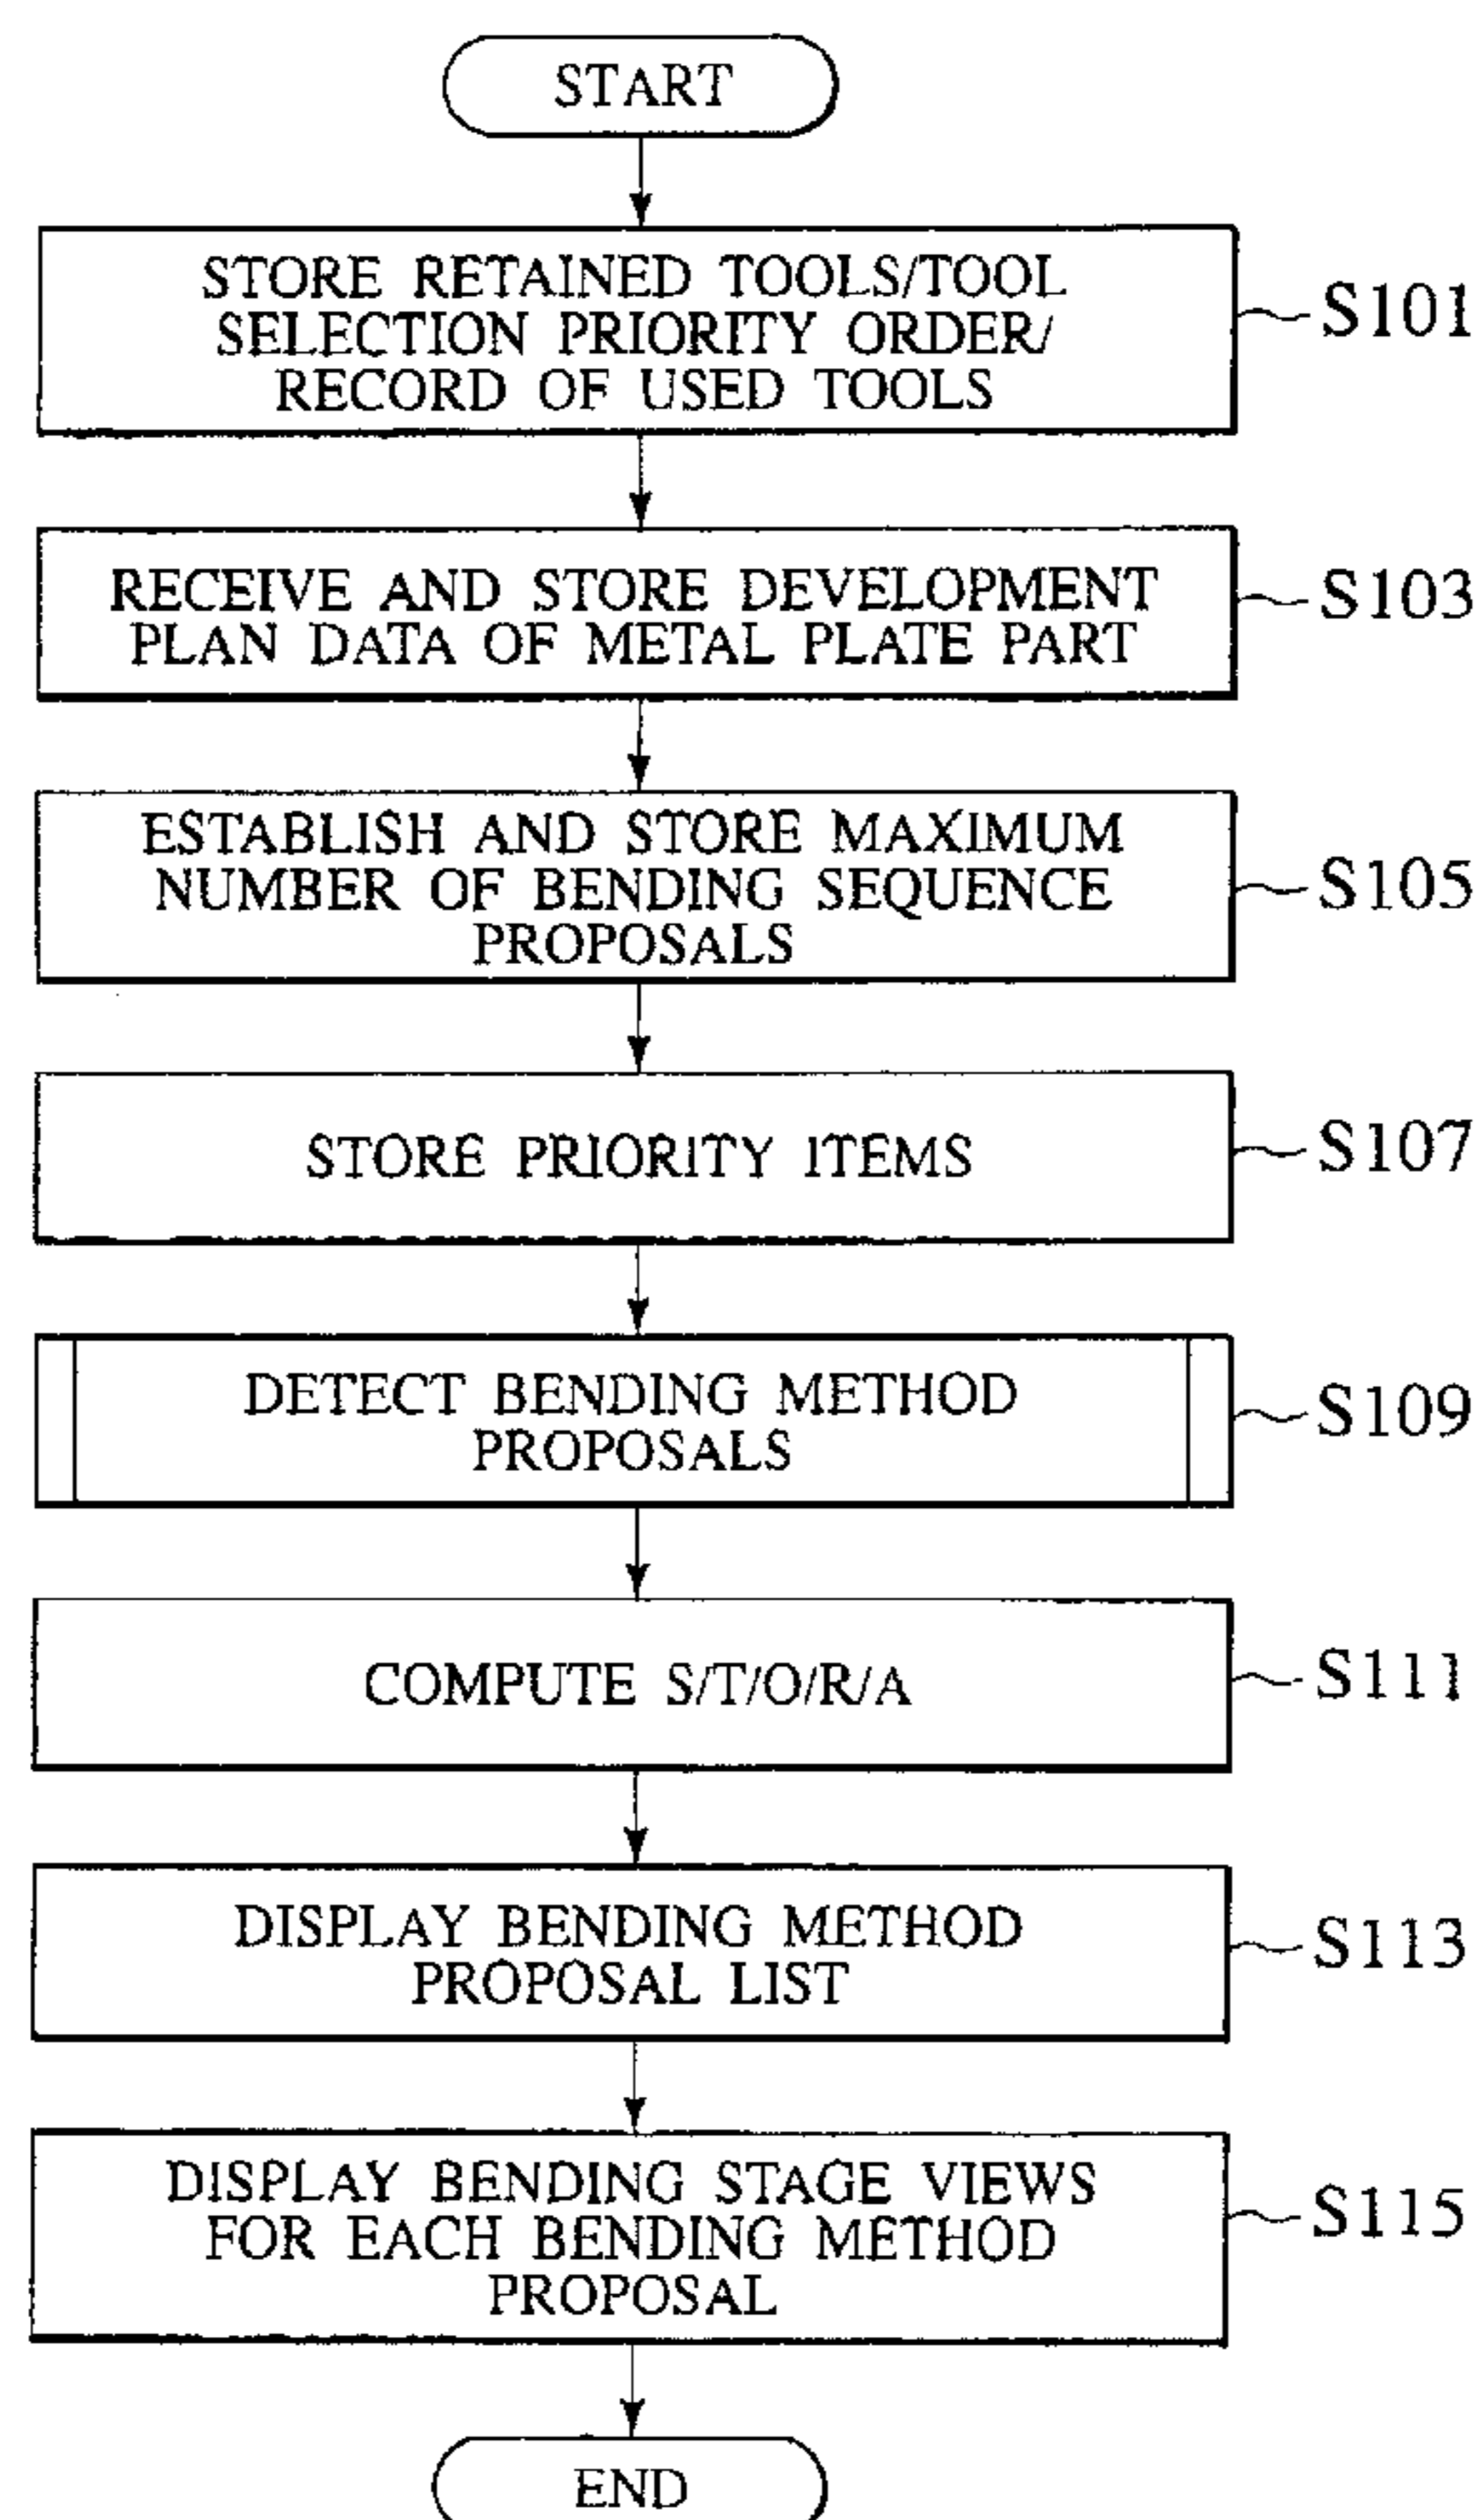 START
STORE RETAINED TOOLS/TOOL
SELECTION PRIORITY ORDER/
RECORD OF USED TOOLS
S101
RECEIVE AND STORE DEVELOPMENT
PLAN DATA OF METAL PLATE PART
S103
ESTABLISH AND STORE MAXIMUM
NUMBER OF BENDING SEQUENCE
PROPOSALS
S105
STORE PRIORITY ITEMS
S107
DETECT BENDING METHOD
PROPOSALS
S109
COMPUTE S/T/O/R/A
S111
DISPLAY BENDING METHOD
PROPOSAL LIST
S113
DISPLAY BENDING STAGE VIEWS
FOR EACH BENDING METHOD
PROPOSAL
S115
END